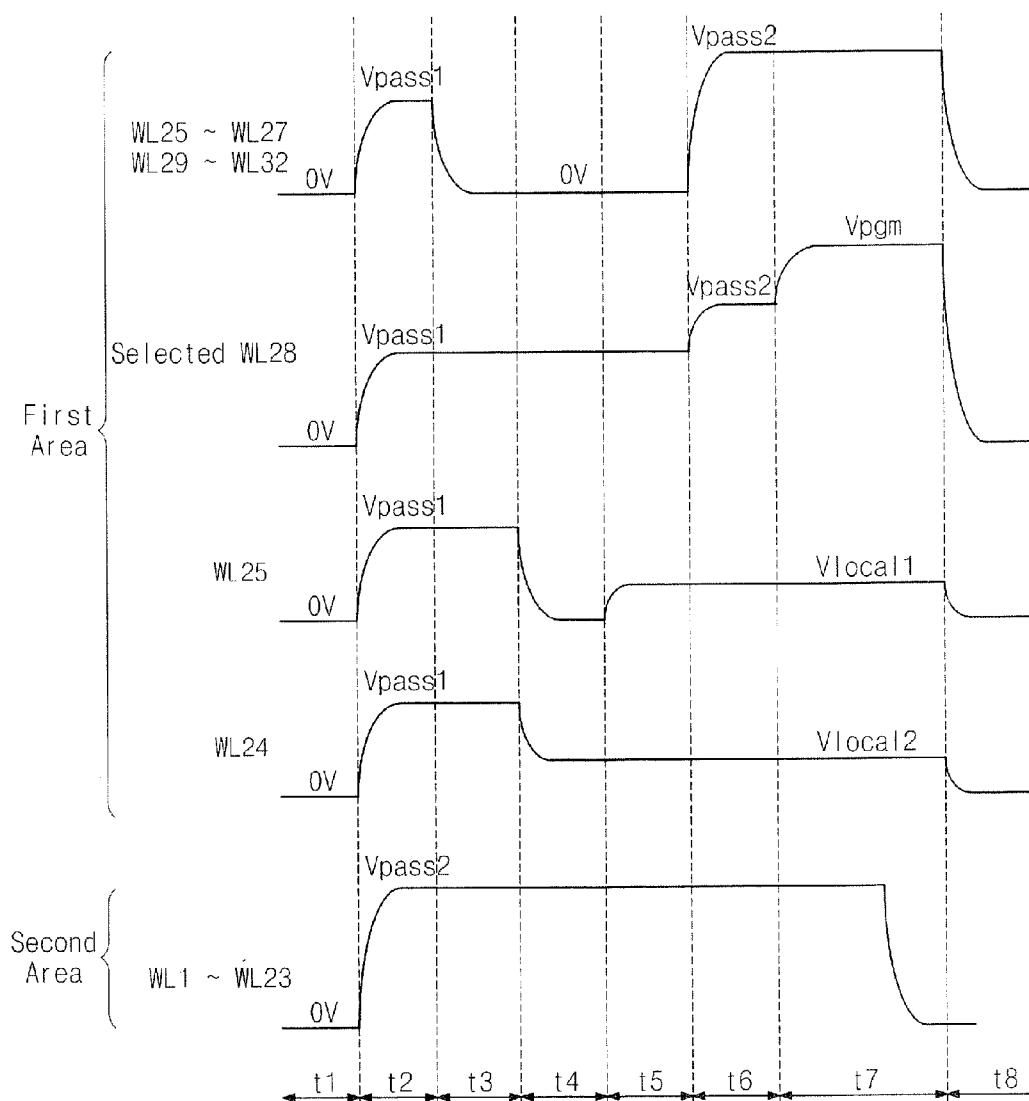 Vpass2
Vpass1
WL25 ~ WL27
WL29 ~ WL32
0V
0V
Vpgm
Vpass2
Vpass1
Selected WL28
First
Area
0V
Vpass1
WL25
Vlocal1
0V
Vpass1
WL24
Vlocal2
0V
Vpass2
Second
Area
WL1 ~ WL23
0V
t1 t2 t3 t4 t5 t6 t7 t8